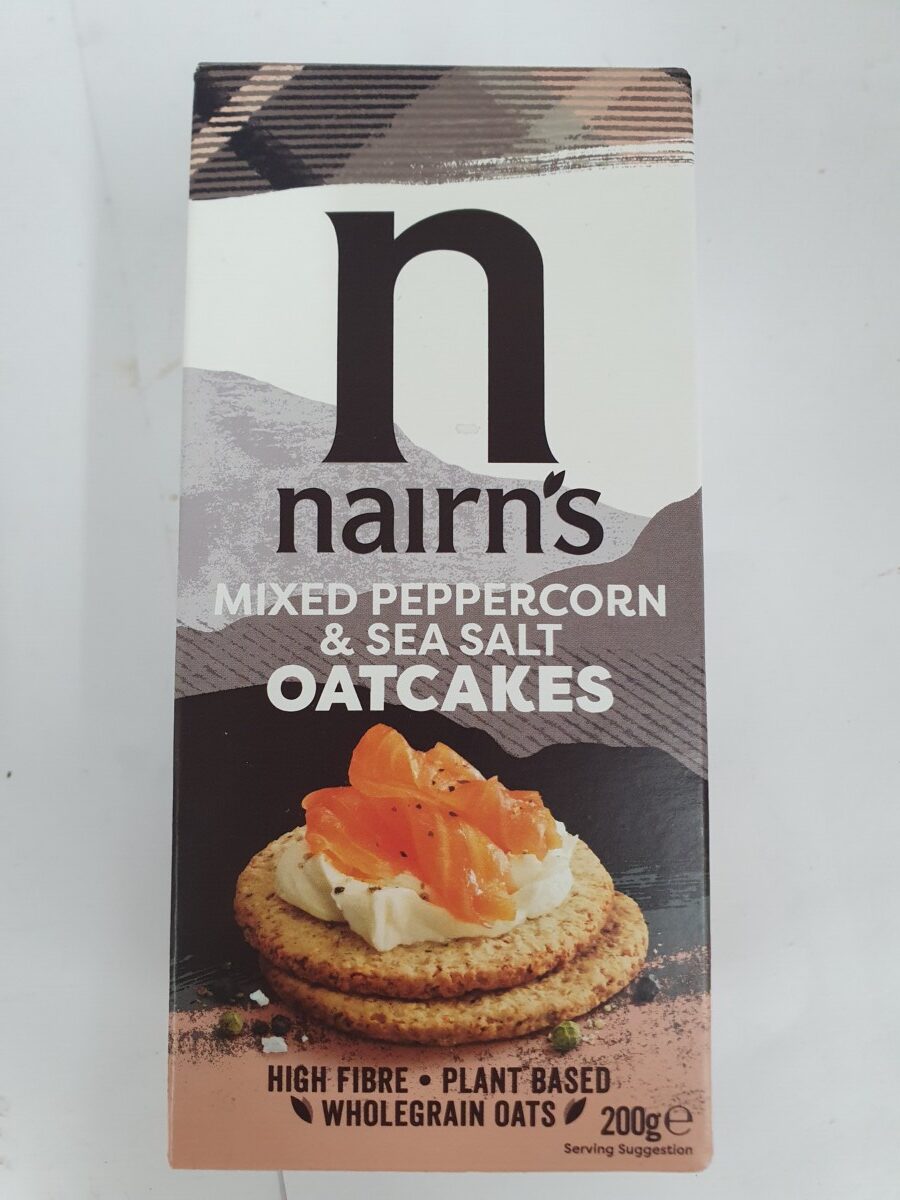 n
nairn's
MIXED PEPPERCORN
& SEA SALT
OATCAKES
HIGH FIBRE • PLANT BASED
WHOLEGRAIN OATS
200g ℮
Serving Suggestion